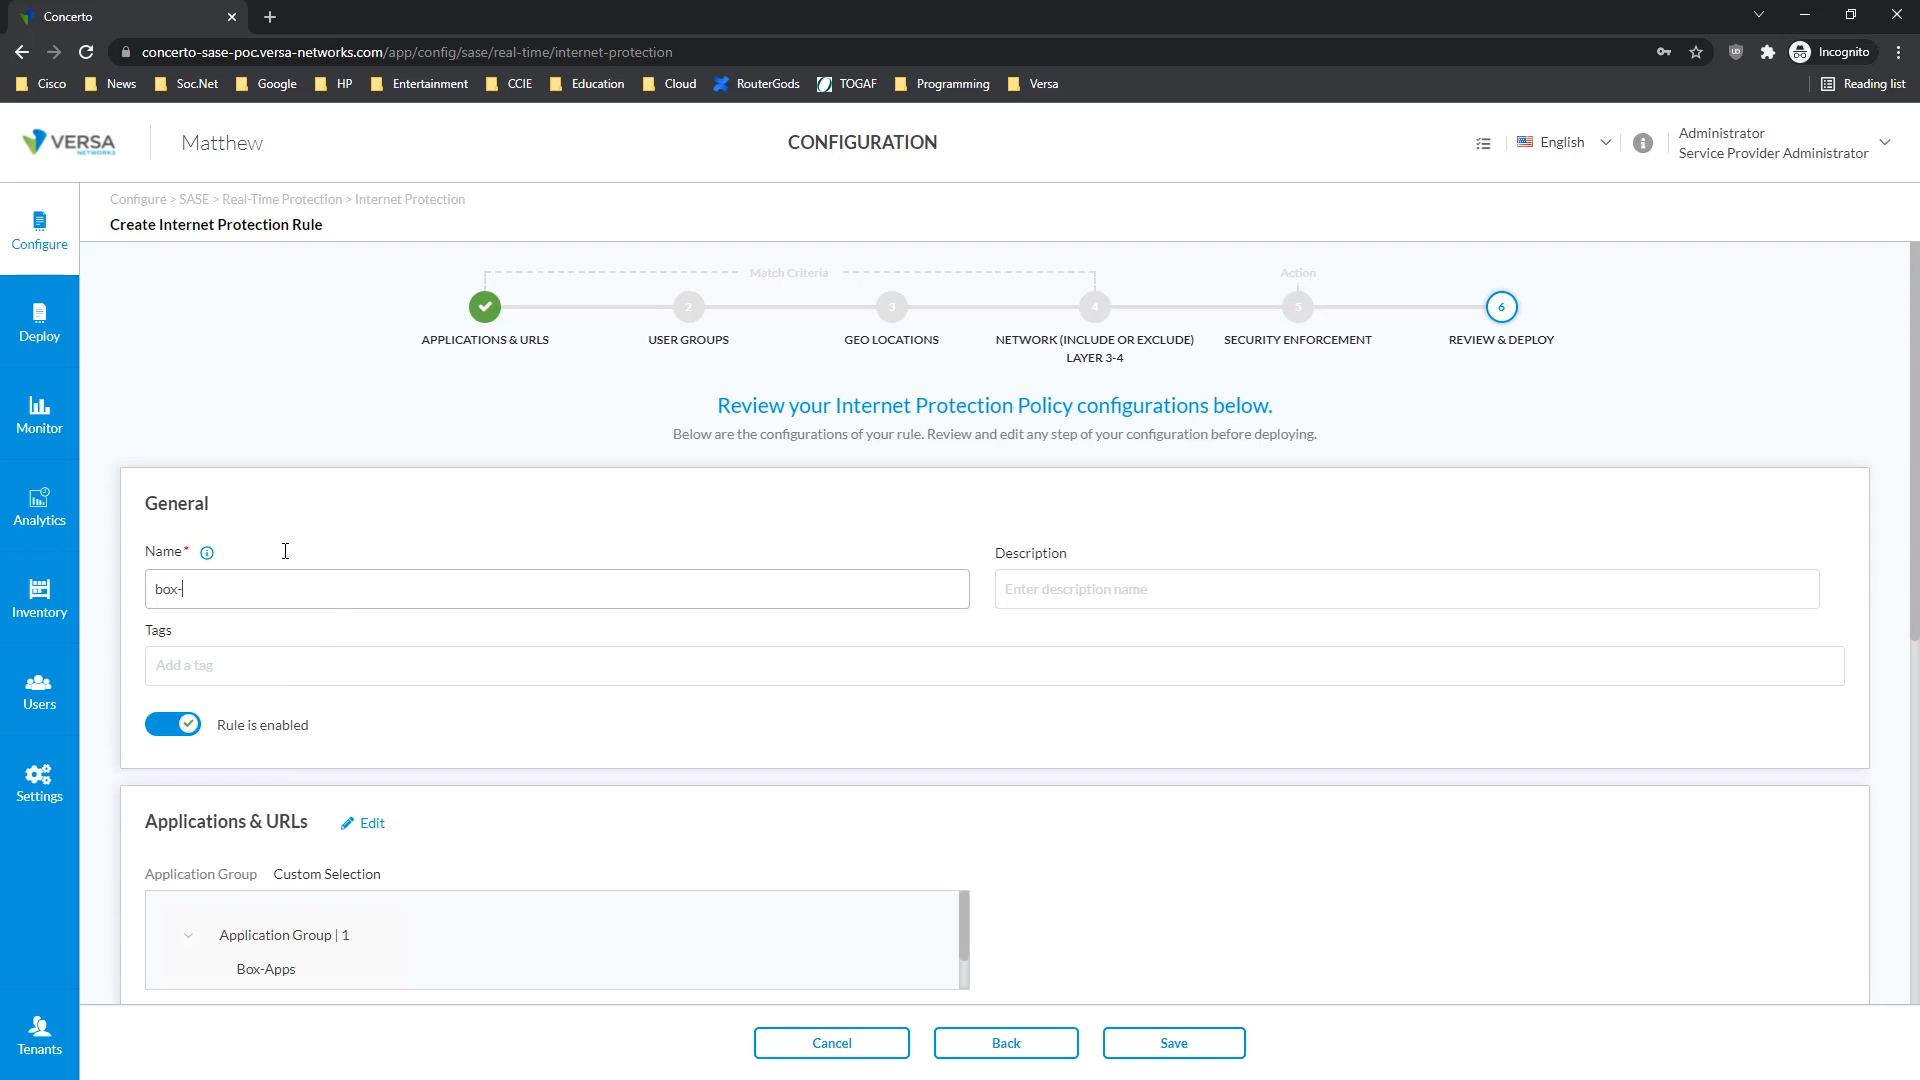 Concerto
concerto-sase-poc.versa-networks.com/app/config/sase/real-time/internet-protection
Incognito
Cisco News Soc.Net Google HP Entertainment CCIE Education Cloud RouterGods TOGAF Programming Versa Reading list
VERSA
NETWORKS
Matthew
CONFIGURATION
English
Administrator
Service Provider Administrator
Configure > SASE > Real-Time Protection > Internet Protection
Create Internet Protection Rule
Configure
Deploy
Monitor
Analytics
Inventory
Users
Settings
Tenants
Match Criteria
Action
2
3
4
5
6
APPLICATIONS & URLS
USER GROUPS
GEO LOCATIONS
NETWORK (INCLUDE OR EXCLUDE)
LAYER 3-4
SECURITY ENFORCEMENT
REVIEW & DEPLOY
Review your Internet Protection Policy configurations below.
Below are the configurations of your rule. Review and edit any step of your configuration before deploying.
General
Name*
box-
Description
Enter description name
Tags
Add a tag
Rule is enabled
Applications & URLs
Edit
Application Group Custom Selection
Application Group | 1
Box-Apps
Cancel
Back
Save